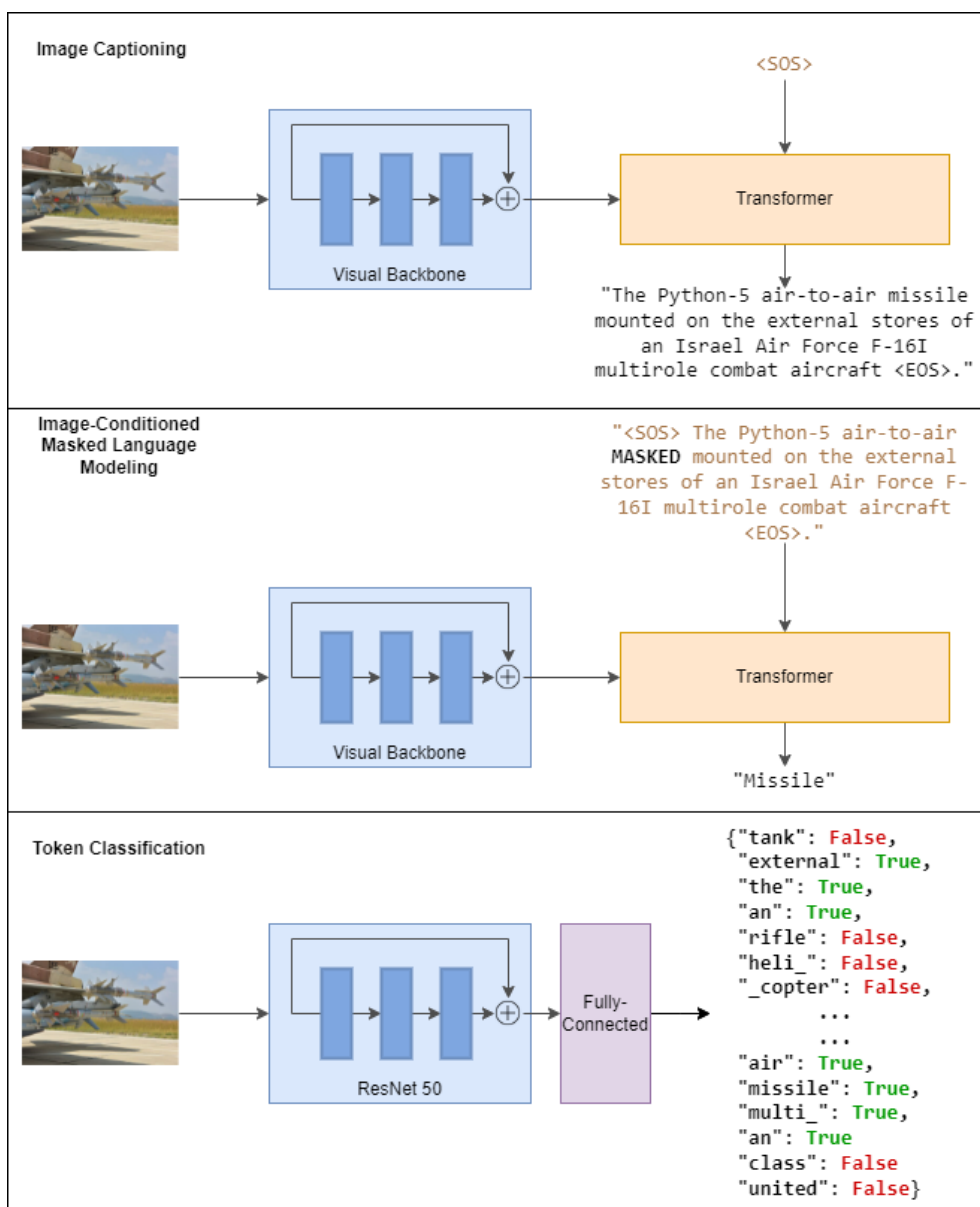 Image Captioning
<SOS>
Transformer
Visual Backbone
"The Python-5 air-to-air missile
mounted on the external stores of
an Israel Air Force F-16I
multirole combat aircraft <EOS>."
Image-Conditioned
Masked Language
Modeling
"<SOS> The Python-5 air-to-air
MASKED mounted on the external
stores of an Israel Air Force F-
16I multirole combat aircraft
<EOS>."
Transformer
Visual Backbone
"Missile"
Token Classification
{"tank": False,
"external": True,
"the": True,
"an": True,
"rifle": False,
"heli_": False,
"_copter": False,
...
...
"air": True,
"missile": True,
"multi_": True,
"an": True
"class": False
"united": False}
Fully-
Connected
ResNet 50